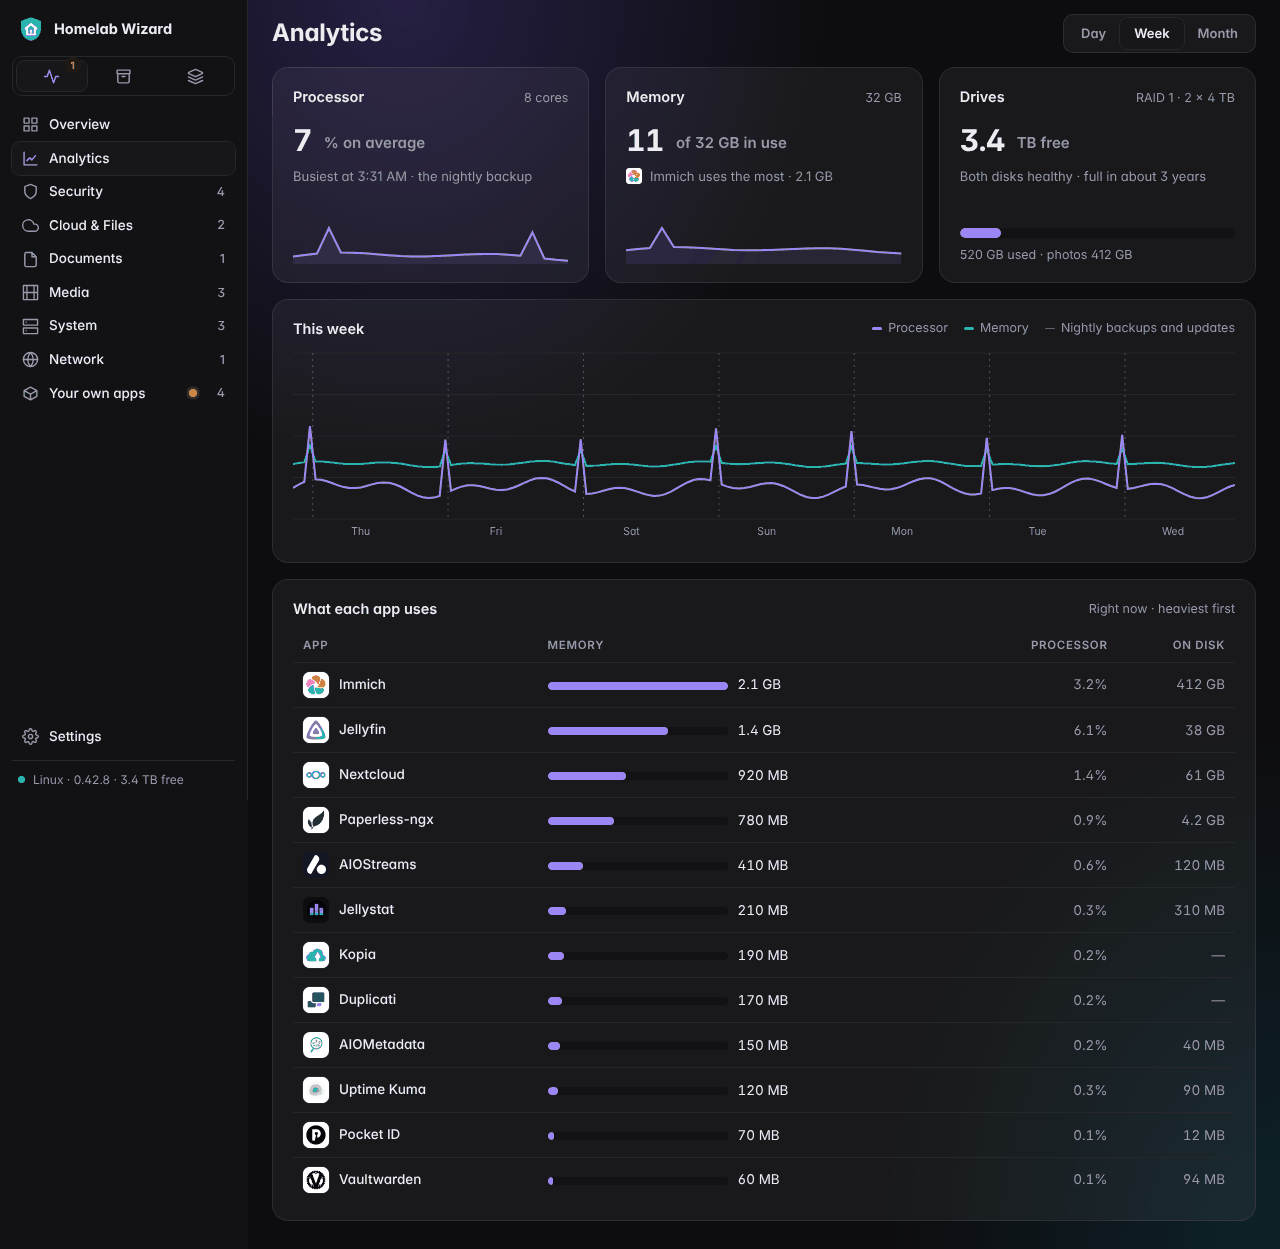 Homelab Wizard
1
Overview
Analytics
Security 4
Cloud & Files 2
Documents 1
Media 3
System 3
Network 1
Your own apps 4
Settings
Linux · 0.42.8 · 3.4 TB free
Analytics
Day Week Month
Processor 8 cores
7 % on average
Busiest at 3:31 AM · the nightly backup
Memory 32 GB
11 of 32 GB in use
Immich uses the most · 2.1 GB
Drives RAID 1 · 2 × 4 TB
3.4 TB free
Both disks healthy · full in about 3 years
520 GB used · photos 412 GB
This week Processor Memory Nightly backups and updates
Thu Fri Sat Sun Mon Tue Wed
What each app uses Right now · heaviest first
APP MEMORY PROCESSOR ON DISK
Immich 2.1 GB 3.2% 412 GB
Jellyfin 1.4 GB 6.1% 38 GB
Nextcloud 920 MB 1.4% 61 GB
Paperless-ngx 780 MB 0.9% 4.2 GB
AIOStreams 410 MB 0.6% 120 MB
Jellystat 210 MB 0.3% 310 MB
Kopia 190 MB 0.2% —
Duplicati 170 MB 0.2% —
AIOMetadata 150 MB 0.2% 40 MB
Uptime Kuma 120 MB 0.3% 90 MB
Pocket ID 70 MB 0.1% 12 MB
Vaultwarden 60 MB 0.1% 94 MB